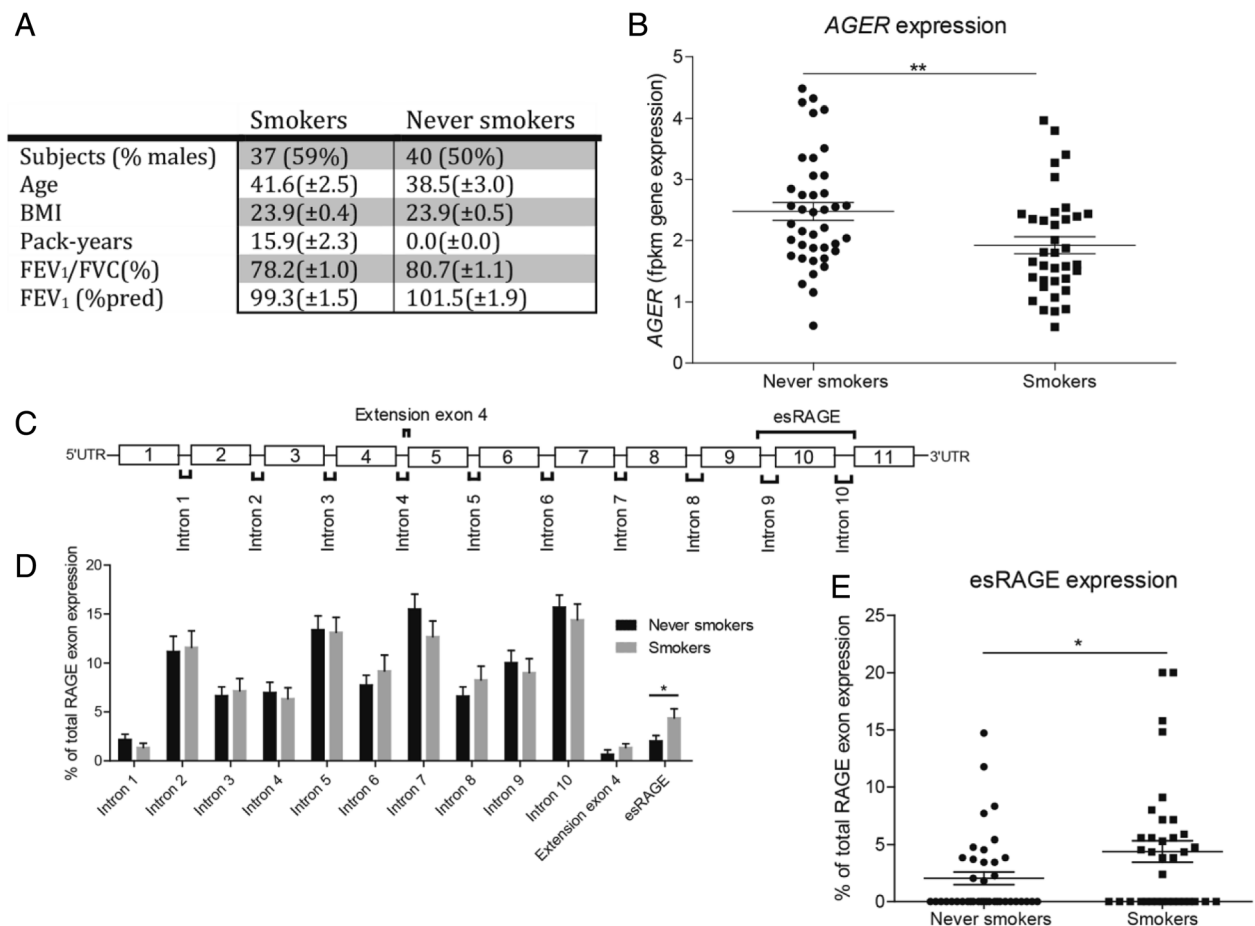 A
Smokers Never smokers
Subjects (% males) 37 (59%) 40 (50%)
Age 41.6(±2.5) 38.5(±3.0)
BMI 23.9(±0.4) 23.9(±0.5)
Pack-years 15.9(±2.3) 0.0(±0.0)
FEV₁/FVC(%) 78.2(±1.0) 80.7(±1.1)
FEV₁ (%pred) 99.3(±1.5) 101.5(±1.9)
B
AGER expression
AGER (fpkm gene expression)
5
4
3
2
1
0
**
Never smokers Smokers
C
Extension exon 4 esRAGE
5'UTR 1 2 3 4 5 6 7 8 9 10 11 3'UTR
Intron 1 Intron 2 Intron 3 Intron 4 Intron 5 Intron 6 Intron 7 Intron 8 Intron 9 Intron 10
D
% of total RAGE exon expression
20
15
10
5
0
Never smokers
Smokers
*
Intron 1 Intron 2 Intron 3 Intron 4 Intron 5 Intron 6 Intron 7 Intron 8 Intron 9 Intron 10 Extension exon 4 esRAGE
E
esRAGE expression
% of total RAGE exon expression
25
20
15
10
5
0
*
Never smokers Smokers